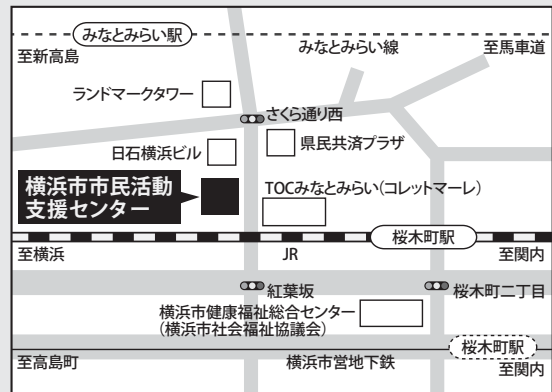 みなとみらい駅
至新高島
みなとみらい線
至馬車道
ランドマークタワー
さくら通り西
日石横浜ビル
県民共済プラザ
横浜市市民活動
支援センター
TOCみなとみらい(コレットマーレ)
桜木町駅
至横浜
JR
至関内
紅葉坂
桜木町二丁目
横浜市健康福祉総合センター
(横浜市社会福祉協議会)
桜木町駅
至高島町
横浜市営地下鉄
至関内